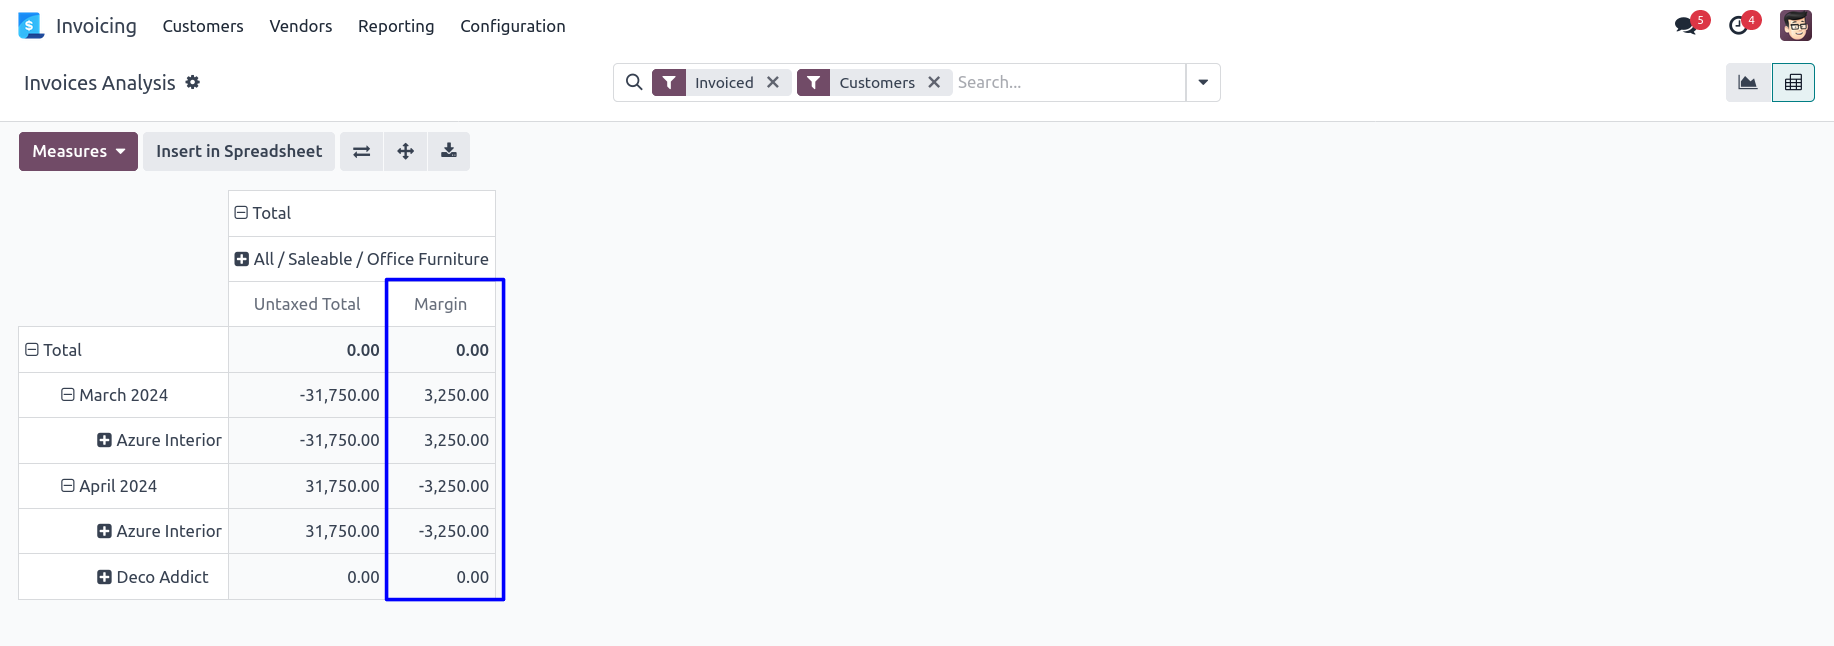 Invoicing Customers Vendors Reporting Configuration 5 4
Invoices Analysis Invoiced Customers Search...
Measures Insert in Spreadsheet
Total
All / Saleable / Office Furniture
Untaxed Total Margin
Total 0.00 0.00
March 2024 -31,750.00 3,250.00
Azure Interior -31,750.00 3,250.00
April 2024 31,750.00 -3,250.00
Azure Interior 31,750.00 -3,250.00
Deco Addict 0.00 0.00